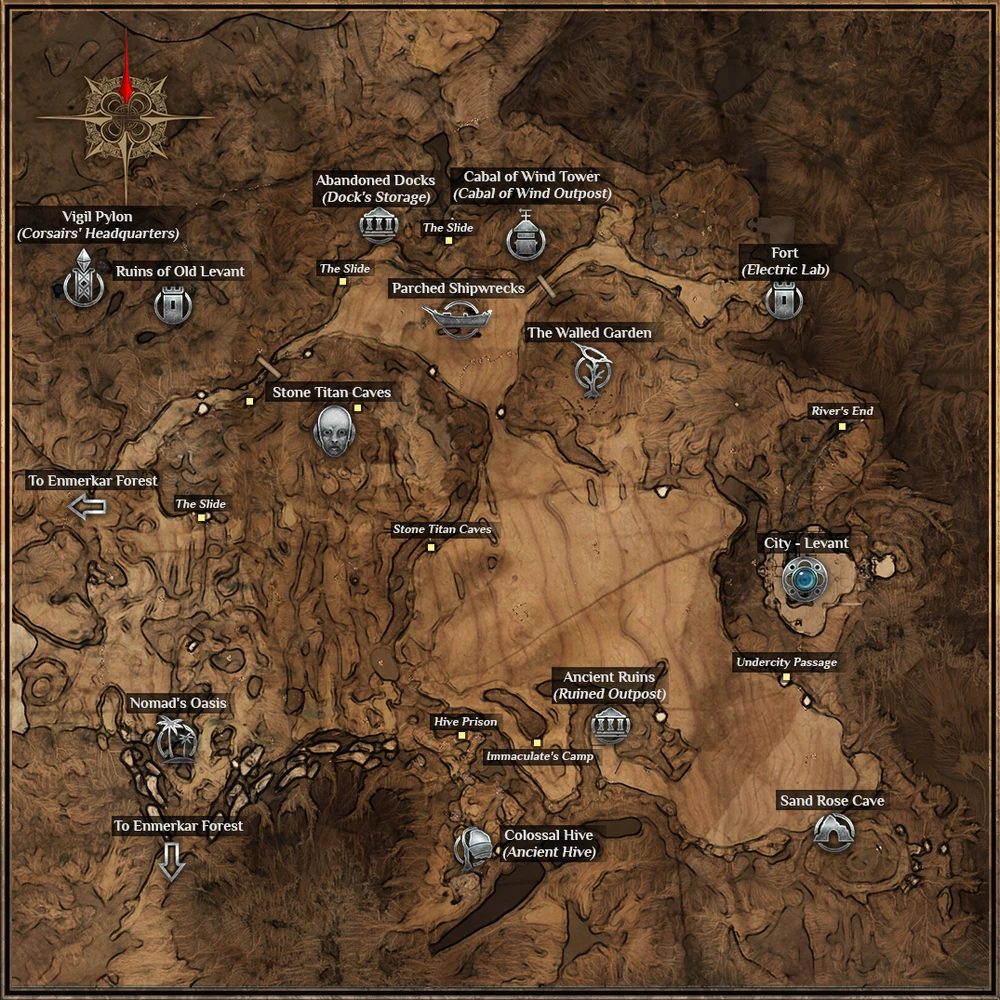 Abandoned Docks
(Dock's Storage)
Cabal of Wind Tower
(Cabal of Wind Outpost)
Vigil Pylon
(Corsairs' Headquarters)
The Slide
Ruins of Old Levant
The Slide
Fort
(Electric Lab)
Parched Shipwrecks
The Walled Garden
Stone Titan Caves
River's End
To Enmerkar Forest
The Slide
Stone Titan Caves
City - Levant
Undercity Passage
Ancient Ruins
(Ruined Outpost)
Nomad's Oasis
Hive Prison
Immaculate's Camp
Sand Rose Cave
To Enmerkar Forest
Colossal Hive
(Ancient Hive)